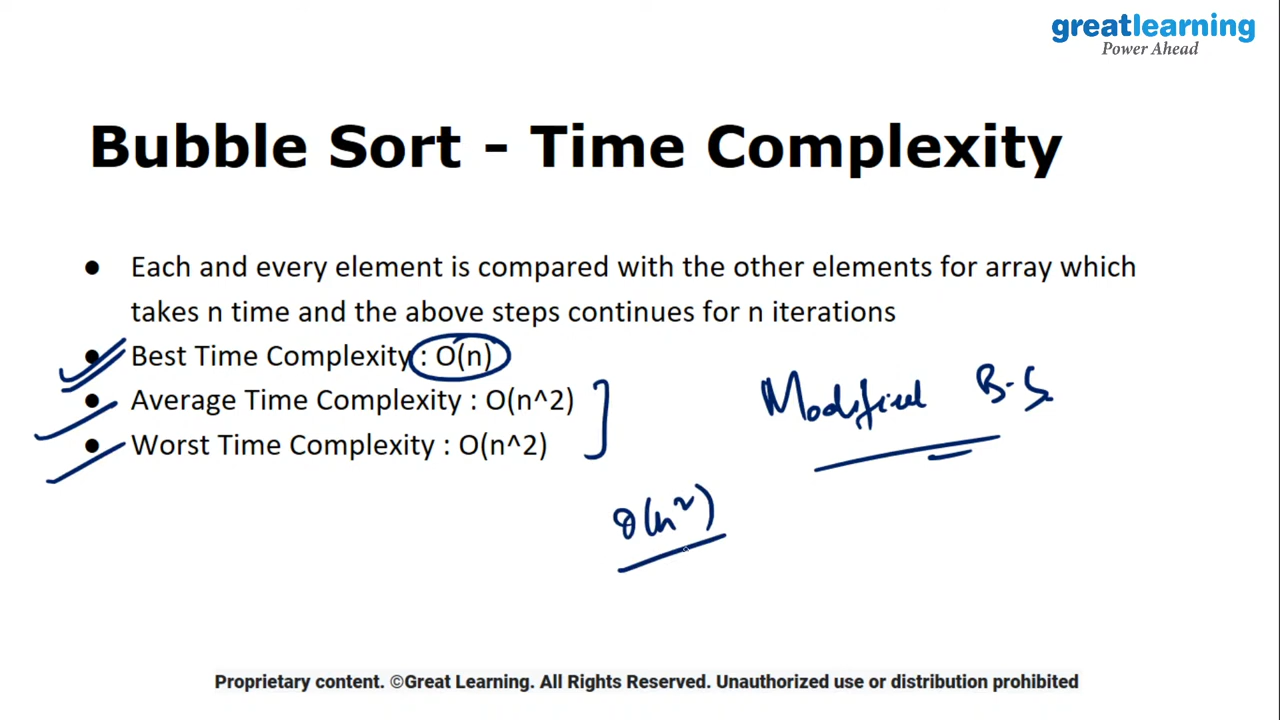 greatlearning
Power Ahead
Bubble Sort - Time Complexity
● Each and every element is compared with the other elements for array which
takes n time and the above steps continues for n iterations
● Best Time Complexity : O(n)
● Average Time Complexity : O(n^2)
● Worst Time Complexity : O(n^2)
Modified B.S
O(n²)
Proprietary content. ©Great Learning. All Rights Reserved. Unauthorized use or distribution prohibited